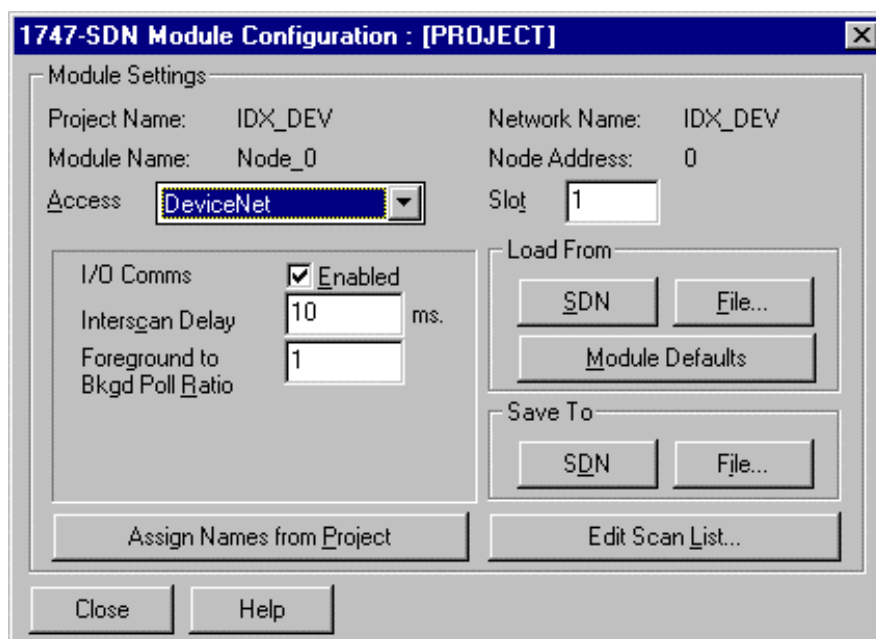 1747-SDN Module Configuration : [PROJECT]
Module Settings
Project Name: IDX_DEV Network Name: IDX_DEV
Module Name: Node_0 Node Address: 0
Access DeviceNet Slot 1
I/O Comms Enabled
Interscan Delay 10 ms.
Foreground to
Bkgd Poll Ratio 1
Load From
SDN File...
Module Defaults
Save To
SDN File...
Assign Names from Project Edit Scan List...
Close Help